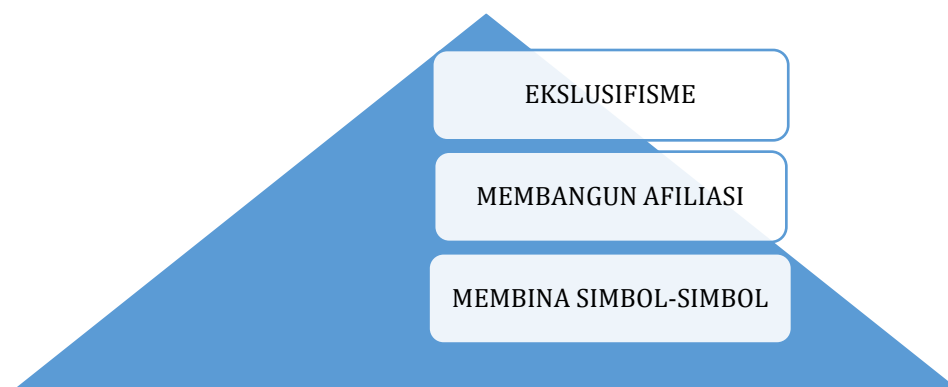 EKSLUSIFISME
MEMBANGUN AFILIASI
MEMBINA SIMBOL-SIMBOL